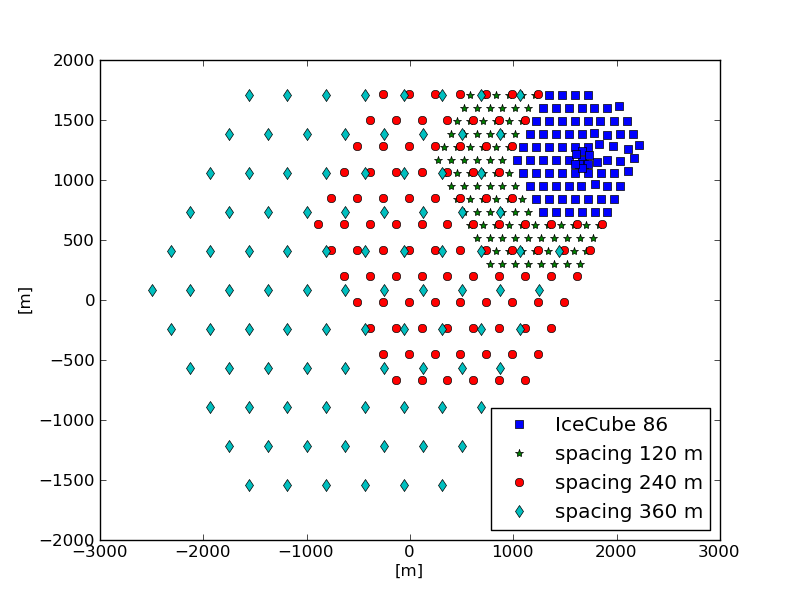 2000
1500
1000
500
0
−500
−1000
−1500
−2000
[m]
−3000 −2000 −1000 0 1000 2000 3000
[m]
IceCube 86
spacing 120 m
spacing 240 m
spacing 360 m